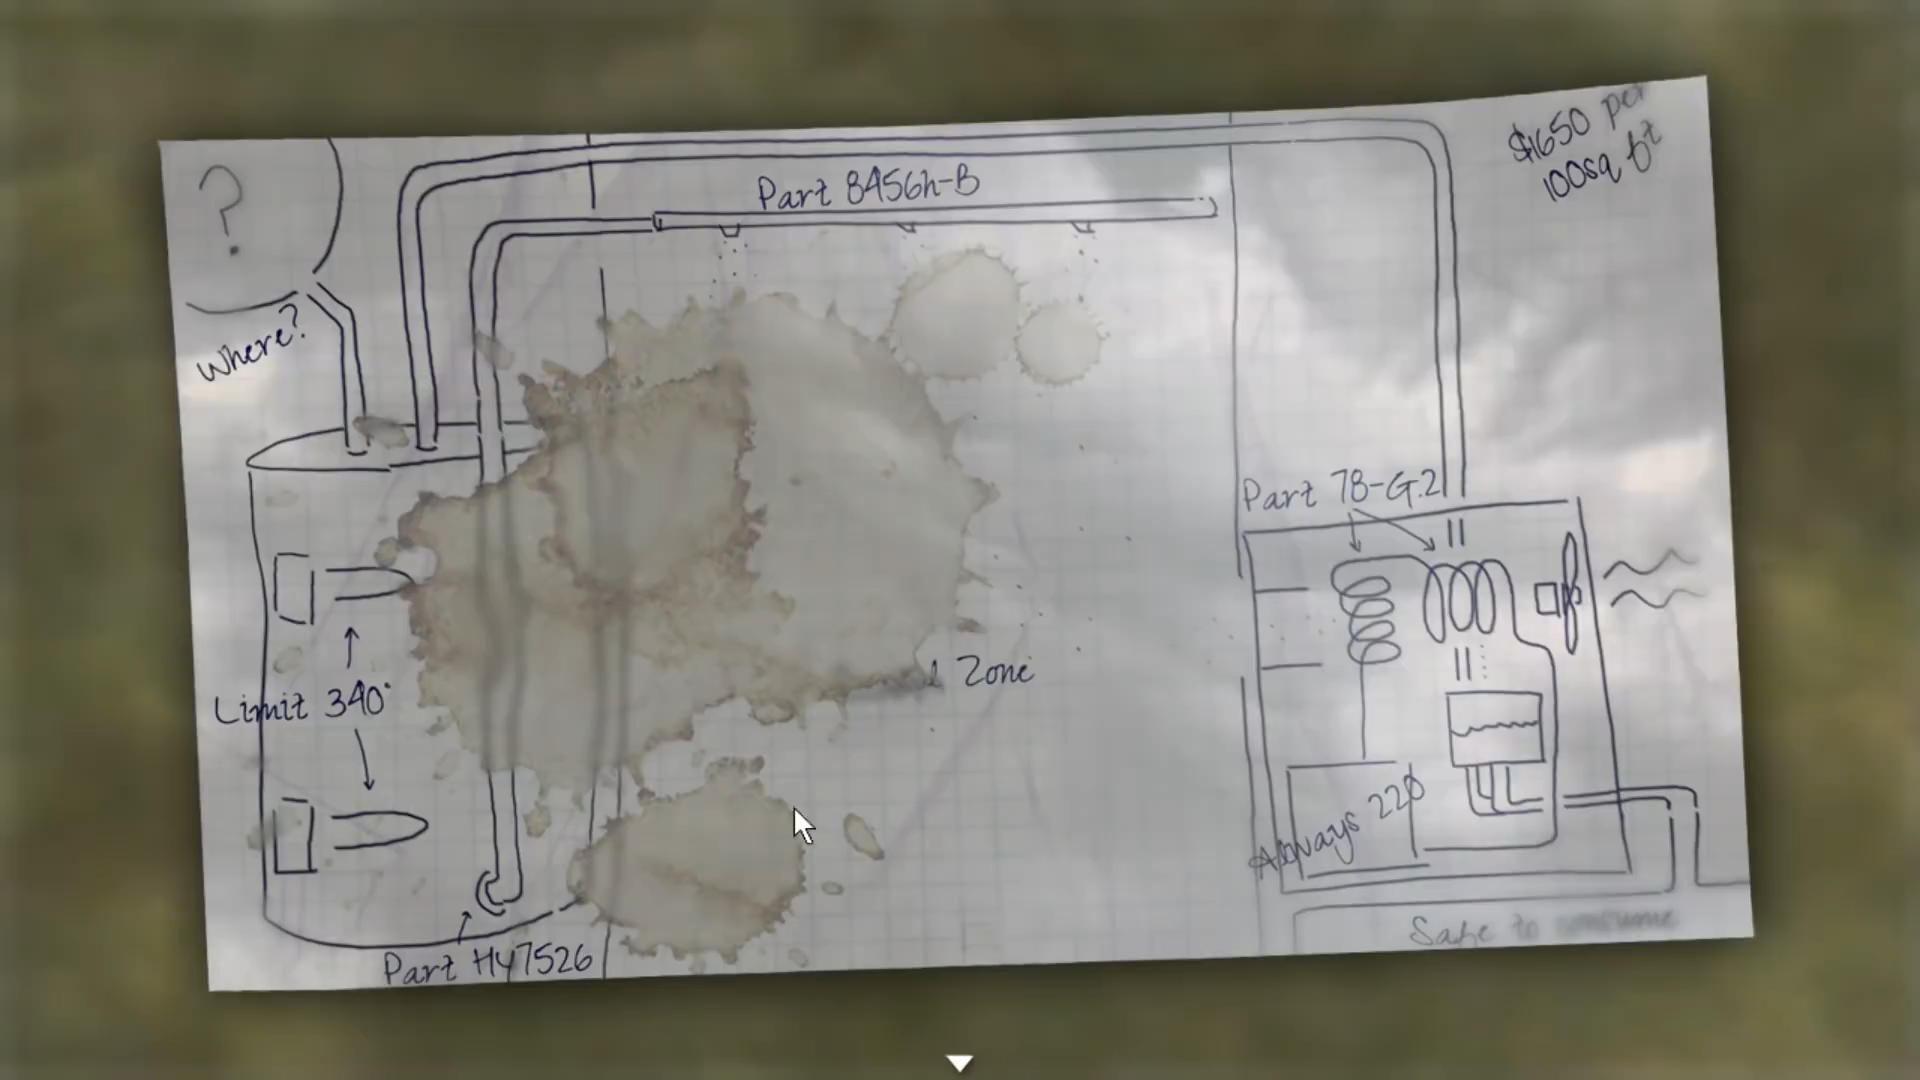 ?
$1650 per
100sq ft
Part 8456h-B
Where?
Part 78-G.2
Zone
Limit 340°
Always 220
Safe to
Part H47526